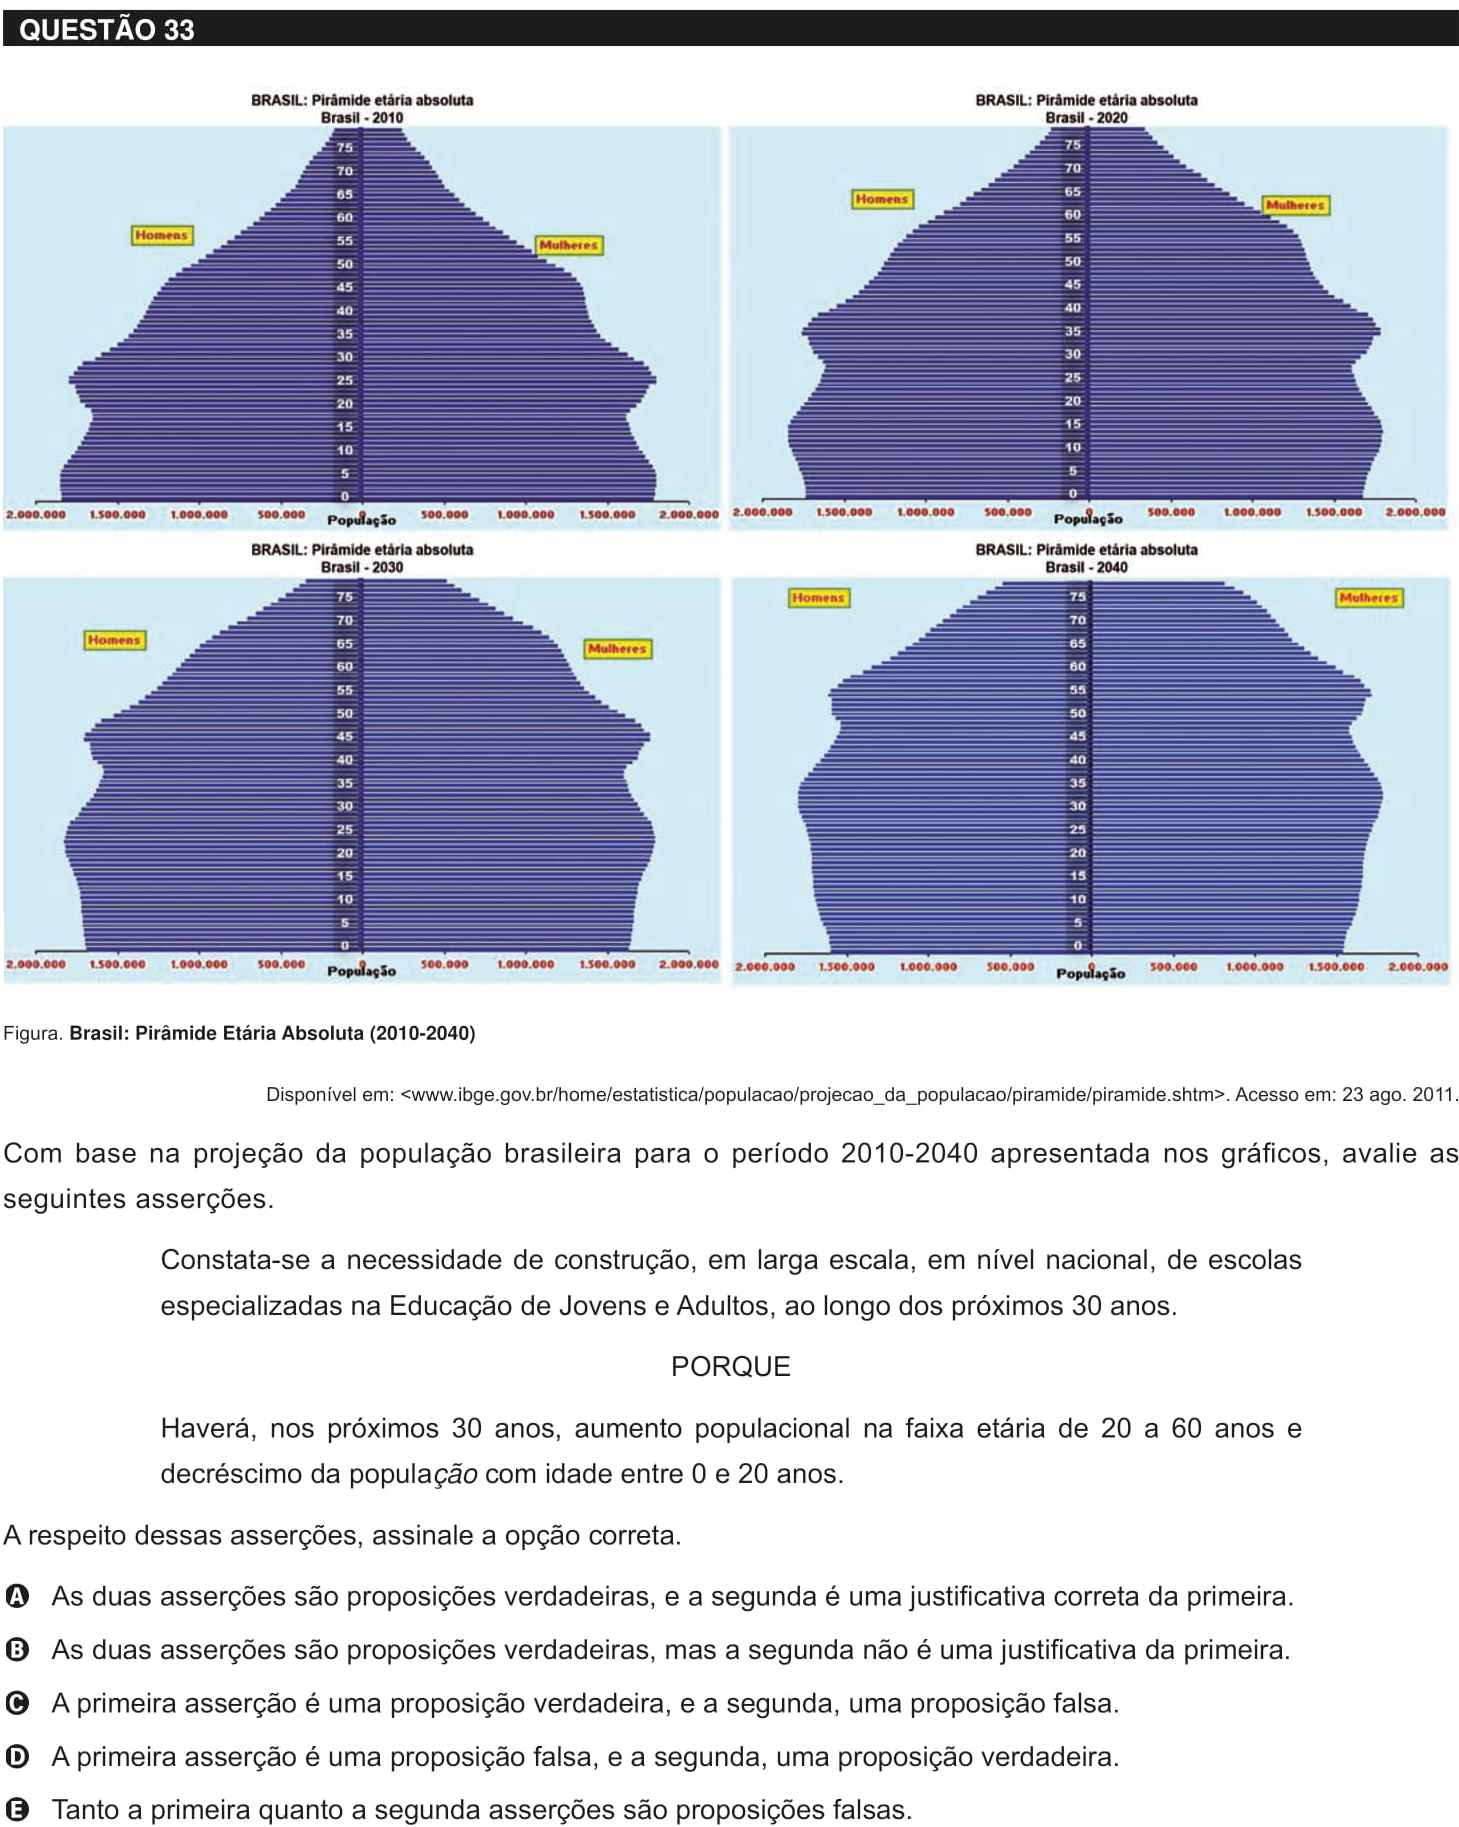 QUESTÃO 33
BRASIL: Pirâmide etária absoluta
Brasil - 2010
75
70
65
60
55
50
45
40
35
30
25
20
15
10
5
0
Homens
Mulheres
2.000.000 1.500.000 1.000.000 500.000 0 500.000 1.000.000 1.500.000 2.000.000
População
BRASIL: Pirâmide etária absoluta
Brasil - 2020
75
70
65
60
55
50
45
40
35
30
25
20
15
10
5
0
Homens
Mulheres
2.000.000 1.500.000 1.000.000 500.000 0 500.000 1.000.000 1.500.000 2.000.000
População
BRASIL: Pirâmide etária absoluta
Brasil - 2030
75
70
65
60
55
50
45
40
35
30
25
20
15
10
5
0
Homens
Mulheres
2.000.000 1.500.000 1.000.000 500.000 0 500.000 1.000.000 1.500.000 2.000.000
População
BRASIL: Pirâmide etária absoluta
Brasil - 2040
Homens
Mulheres
75
70
65
60
55
50
45
40
35
30
25
20
15
10
5
0
2.000.000 1.500.000 1.000.000 500.000 0 500.000 1.000.000 1.500.000 2.000.000
População
Figura. Brasil: Pirâmide Etária Absoluta (2010-2040)
Disponível em: <www.ibge.gov.br/home/estatistica/populacao/projecao_da_populacao/piramide/piramide.shtm>. Acesso em: 23 ago. 2011.
Com base na projeção da população brasileira para o período 2010-2040 apresentada nos gráficos, avalie as
seguintes asserções.
Constata-se a necessidade de construção, em larga escala, em nível nacional, de escolas
especializadas na Educação de Jovens e Adultos, ao longo dos próximos 30 anos.
PORQUE
Haverá, nos próximos 30 anos, aumento populacional na faixa etária de 20 a 60 anos e
decréscimo da população com idade entre 0 e 20 anos.
A respeito dessas asserções, assinale a opção correta.
A As duas asserções são proposições verdadeiras, e a segunda é uma justificativa correta da primeira.
B As duas asserções são proposições verdadeiras, mas a segunda não é uma justificativa da primeira.
C A primeira asserção é uma proposição verdadeira, e a segunda, uma proposição falsa.
D A primeira asserção é uma proposição falsa, e a segunda, uma proposição verdadeira.
E Tanto a primeira quanto a segunda asserções são proposições falsas.